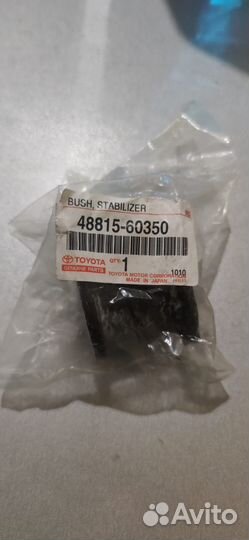 BUSH, STABILIZER
48815-60350
TOYOTA QTY. 1 1010
GENUINE PARTS TOYOTA MOTOR CORPORATION
MADE IN JAPAN
Avito